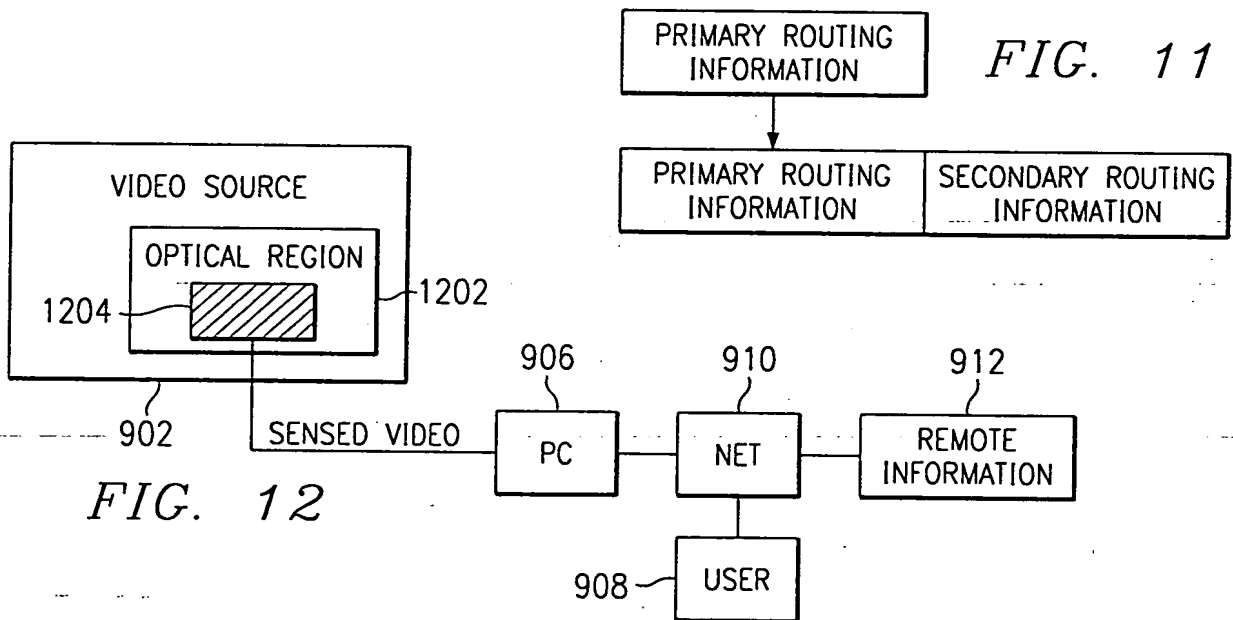 PRIMARY ROUTING
INFORMATION
FIG. 11
PRIMARY ROUTING
INFORMATION
SECONDARY ROUTING
INFORMATION
VIDEO SOURCE
OPTICAL REGION
1204
1202
902
SENSED VIDEO
906
PC
910
NET
912
REMOTE
INFORMATION
908
USER
FIG. 12